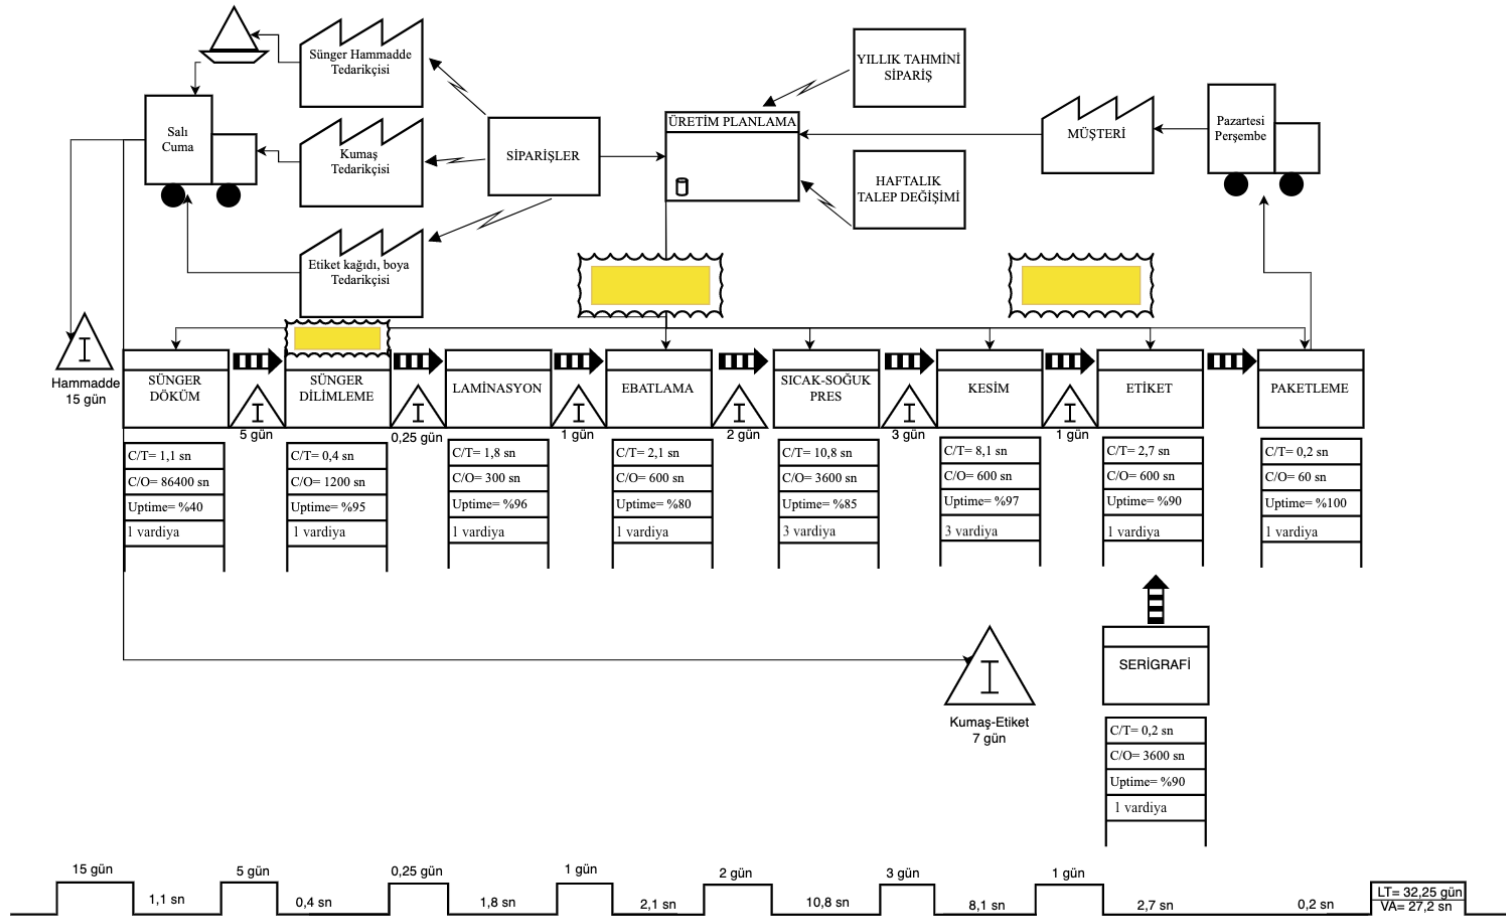 Sünger Hammadde
Tedarikçisi
YILLIK TAHMİNİ
SİPARİŞ
Salı
Cuma
Kumaş
Tedarikçisi
SİPARİŞLER
ÜRETİM PLANLAMA
MÜŞTERİ
Pazartesi
Perşembe
HAFTALIK
TALEP DEĞİŞİMİ
Etiket kağıdı, boya
Tedarikçisi
I
Hammadde
15 gün
SÜNGER
DÖKÜM
I
5 gün
SÜNGER
DİLİMLEME
I
0,25 gün
LAMINASYON
I
1 gün
EBATLAMA
I
2 gün
SICAK-SOĞUK
PRES
I
3 gün
KESİM
I
1 gün
ETİKET
PAKETLEME
C/T= 1,1 sn
C/O= 86400 sn
Uptime= %40
1 vardiya
C/T= 0,4 sn
C/O= 1200 sn
Uptime= %95
1 vardiya
C/T= 1,8 sn
C/O= 300 sn
Uptime= %96
1 vardiya
C/T= 2,1 sn
C/O= 600 sn
Uptime= %80
1 vardiya
C/T= 10,8 sn
C/O= 3600 sn
Uptime= %85
3 vardiya
C/T= 8,1 sn
C/O= 600 sn
Uptime= %97
3 vardiya
C/T= 2,7 sn
C/O= 600 sn
Uptime= %90
1 vardiya
C/T= 0,2 sn
C/O= 60 sn
Uptime= %100
1 vardiya
I
Kumaş-Etiket
7 gün
SERİGRAFİ
C/T= 0,2 sn
C/O= 3600 sn
Uptime= %90
1 vardiya
15 gün
1,1 sn
5 gün
0,4 sn
0,25 gün
1,8 sn
1 gün
2,1 sn
2 gün
10,8 sn
3 gün
8,1 sn
1 gün
2,7 sn
0,2 sn
LT= 32,25 gün
VA= 27,2 sn